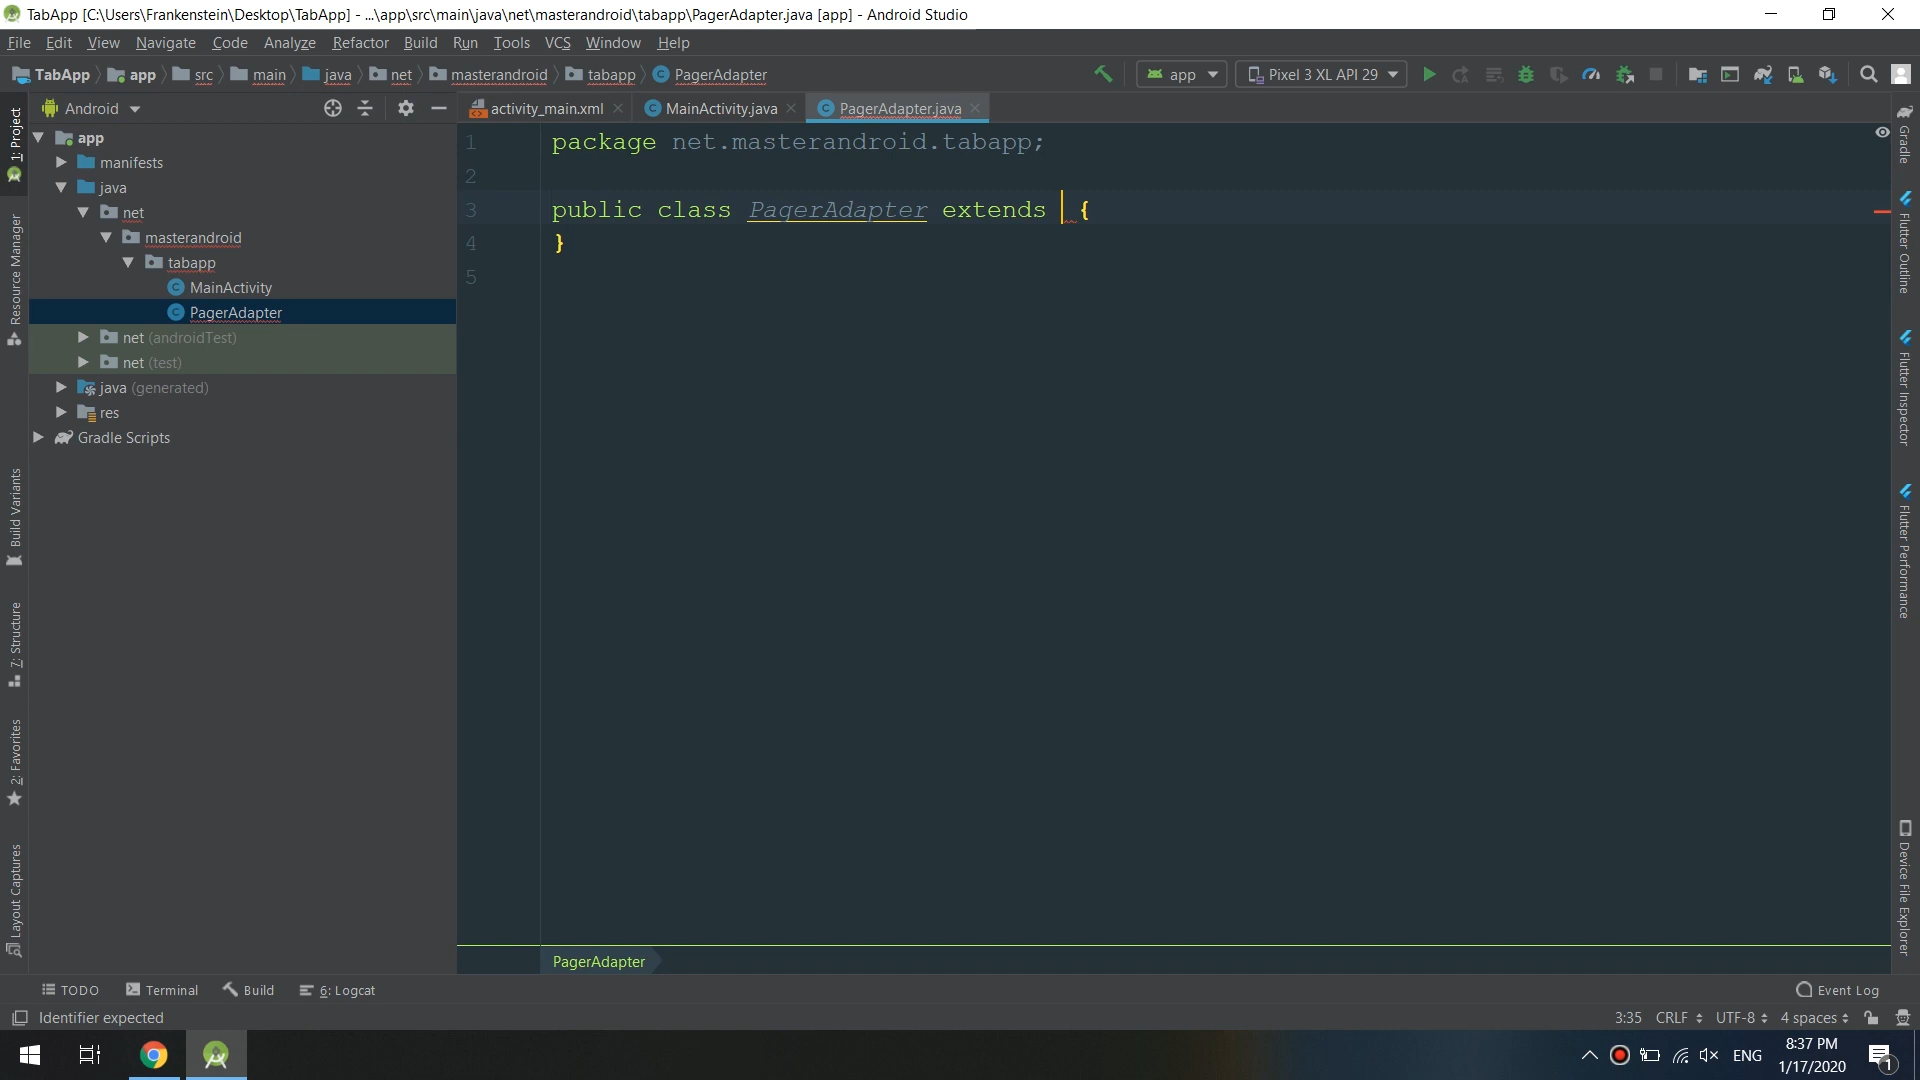 TabApp [C:\Users\Frankenstein\Desktop\TabApp] - ...\app\src\main\java\net\masterandroid\tabapp\PagerAdapter.java [app] - Android Studio
File Edit View Navigate Code Analyze Refactor Build Run Tools VCS Window Help
TabApp app src main java net masterandroid tabapp PagerAdapter app Pixel 3 XL API 29
Android
activity_main.xml MainActivity.java PagerAdapter.java
app
manifests
java
net
masterandroid
tabapp
MainActivity
PagerAdapter
net (androidTest)
net (test)
java (generated)
res
Gradle Scripts
1 package net.masterandroid.tabapp;
2
3 public class PagerAdapter extends {
4 }
5
PagerAdapter
1: Project
Resource Manager
Build Variants
7: Structure
2: Favorites
Layout Captures
Gradle
Flutter Outline
Flutter Inspector
Flutter Performance
Device File Explorer
TODO Terminal Build 6: Logcat Event Log
Identifier expected 3:35 CRLF UTF-8 4 spaces
ENG 8:37 PM
1/17/2020 1